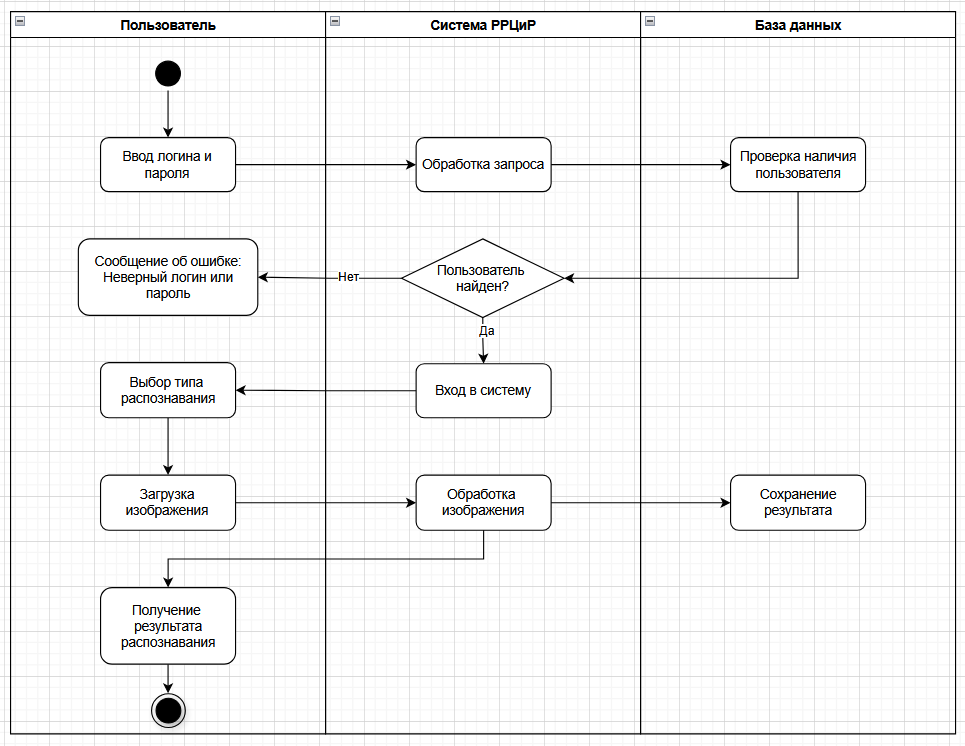 Пользователь
Система РРЦиР
База данных
Ввод логина и
пароля
Обработка запроса
Проверка наличия
пользователя
Сообщение об ошибке:
Неверный логин или
пароль
Нет
Пользователь
найден?
Да
Выбор типа
распознавания
Вход в систему
Загрузка
изображения
Обработка
изображения
Сохранение
результата
Получение
результата
распознавания